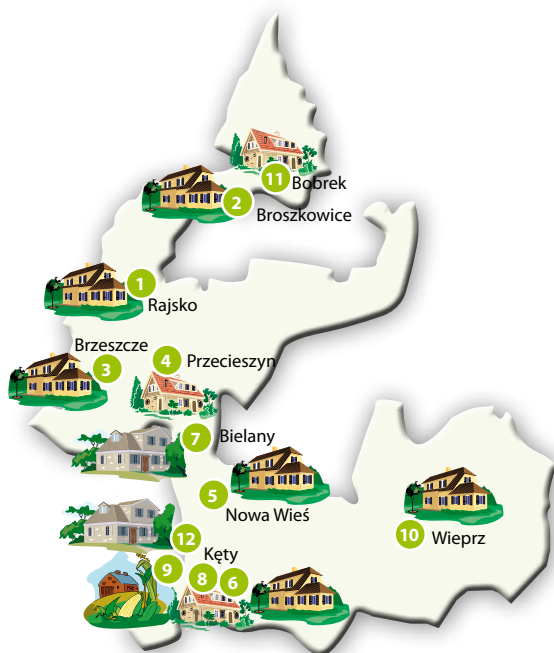 11
Bobrek
2
Broszkowice
1
Rajsko
Brzeszcze
3
4
Przecieszyn
7
Bielany
5
Nowa Wieś
10
Wieprz
12
Kęty
9
8
6